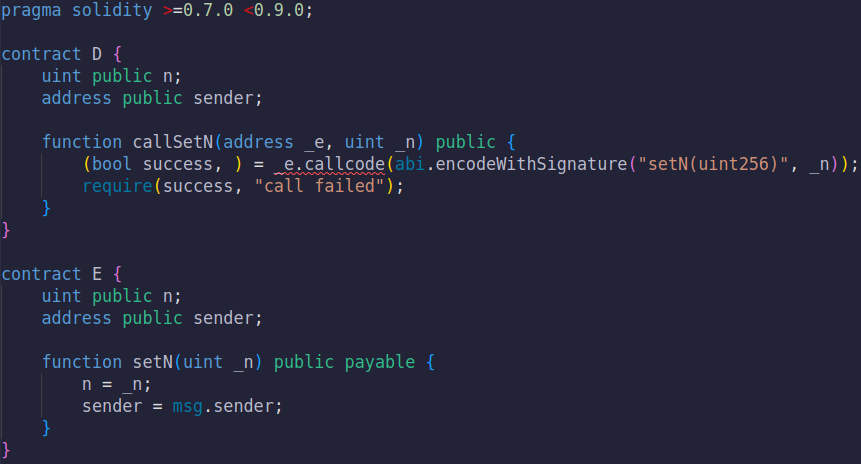 pragma solidity >=0.7.0 <0.9.0;
contract D {
    uint public n;
    address public sender;
    function callSetN(address _e, uint _n) public {
        (bool success, ) = _e.callcode(abi.encodeWithSignature("setN(uint256)", _n));
        require(success, "call failed");
    }
}
contract E {
    uint public n;
    address public sender;
    function setN(uint _n) public payable {
        n = _n;
        sender = msg.sender;
    }
}